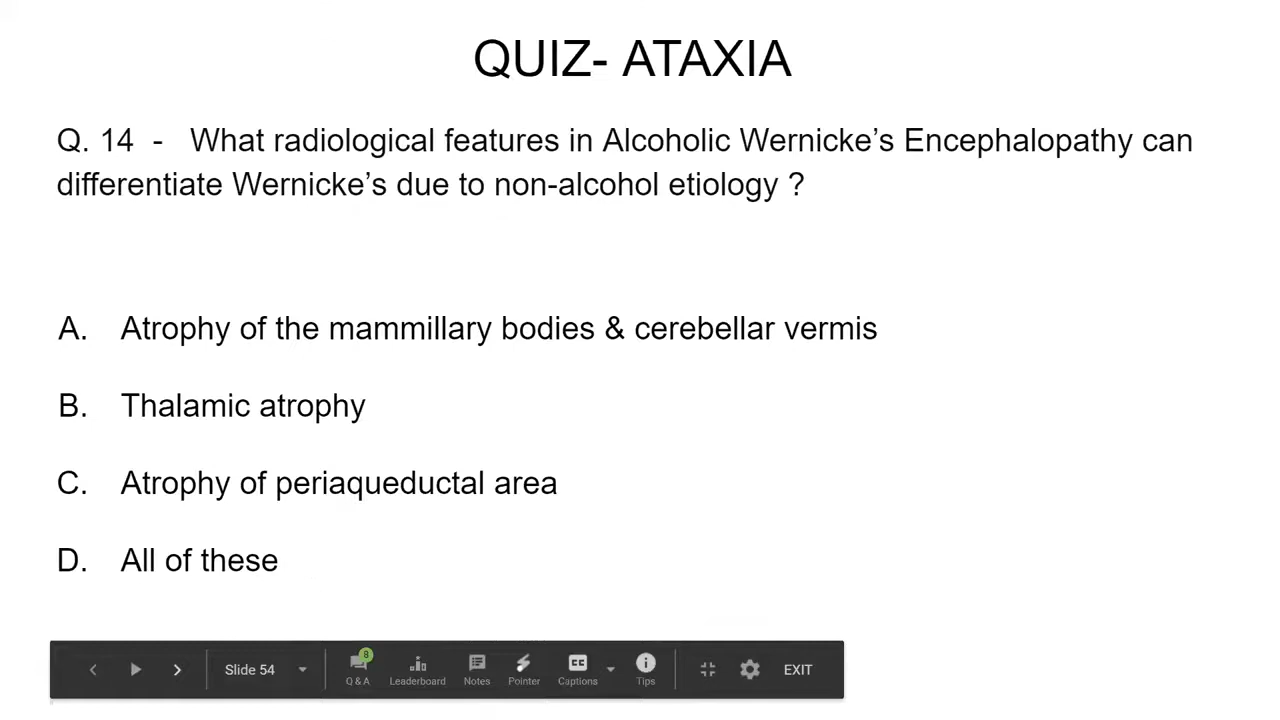 QUIZ- ATAXIA
Q. 14 - What radiological features in Alcoholic Wernicke’s Encephalopathy can
differentiate Wernicke’s due to non-alcohol etiology ?
A. Atrophy of the mammillary bodies & cerebellar vermis
B. Thalamic atrophy
C. Atrophy of periaqueductal area
D. All of these
Slide 54
8
Q & A
Leaderboard
Notes
Pointer
CC
Captions
Tips
EXIT